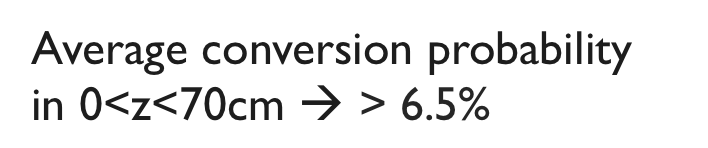 Average conversion probability
in 0<z<70cm → > 6.5%